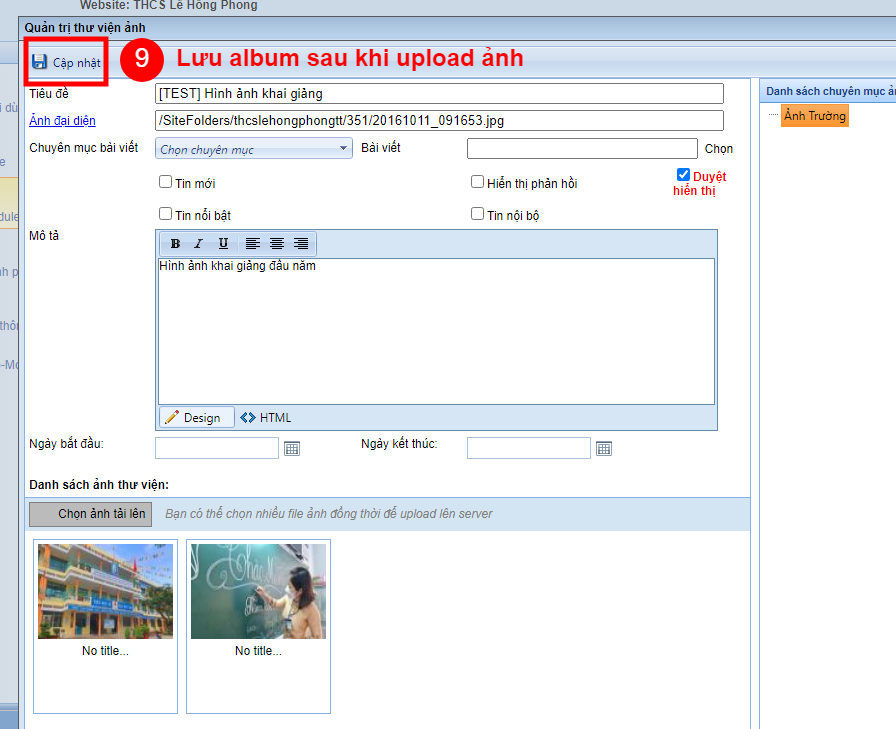 Website: THCS Lê Hồng Phong
Quản trị thư viện ảnh
Cập nhật
9 Lưu album sau khi upload ảnh
Tiêu đề [TEST] Hình ảnh khai giảng
Ảnh đại diện /SiteFolders/thcslehongphongtt/351/20161011_091653.jpg
Chuyên mục bài viết Chọn chuyên mục Bài viết Chọn
Tin mới Hiển thị phản hồi Duyệt
hiển thị
Tin nổi bật Tin nội bộ
Mô tả
B I U
Hình ảnh khai giảng đầu năm
Design HTML
Ngày bắt đầu: Ngày kết thúc:
Danh sách ảnh thư viện:
Chọn ảnh tải lên Bạn có thể chọn nhiều file ảnh đồng thời để upload lên server
No title... No title...
Danh sách chuyên mục
Ảnh Trường